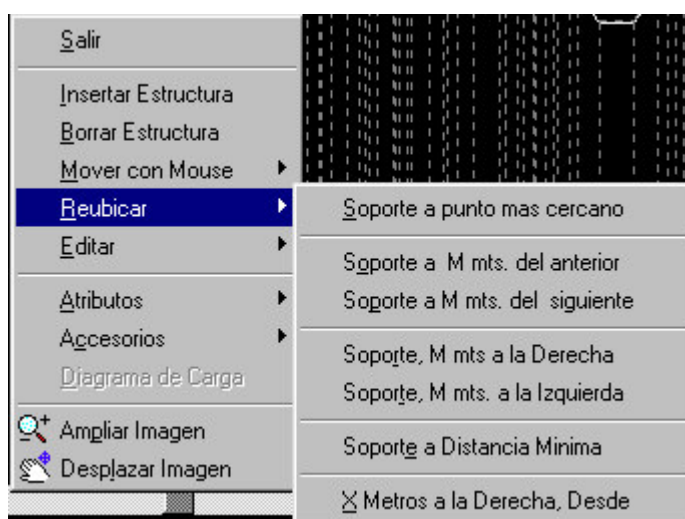 Salir
Insertar Estructura
Borrar Estructura
Mover con Mouse
Reubicar
Editar
Atributos
Accesorios
Diagrama de Carga
Ampliar Imagen
Desplazar Imagen
Soporte a punto mas cercano
Soporte a M mts. del anterior
Soporte a M mts. del siguiente
Soporte, M mts a la Derecha
Soporte, M mts. a la Izquierda
Soporte a Distancia Minima
X Metros a la Derecha, Desde